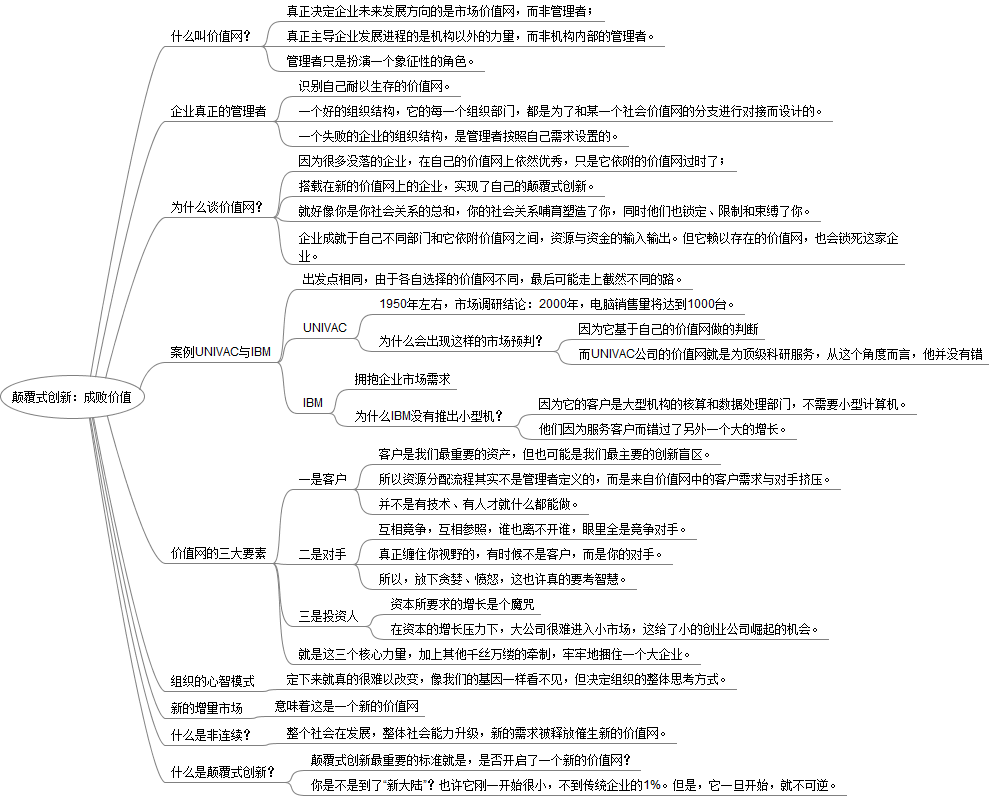 颠覆式创新：成败价值
什么叫价值网？
真正决定企业未来发展方向的是市场价值网，而非管理者；
真正主导企业发展进程的是机构以外的力量，而非机构内部的管理者。
管理者只是扮演一个象征性的角色。
企业真正的管理者
识别自己耐以生存的价值网。
一个好的组织结构，它的每一个组织部门，都是为了和某一个社会价值网的分支进行对接而设计的。
一个失败的企业的组织结构，是管理者按照自己需求设置的。
为什么谈价值网？
因为很多没落的企业，在自己的价值网上依然优秀，只是它依附的价值网过时了；
搭载在新的价值网上的企业，实现了自己的颠覆式创新。
就好像你是你社会关系的总和，你的社会关系哺育塑造了你，同时他们也锁定、限制和束缚了你。
企业成就于自己不同部门和它依附价值网之间，资源与资金的输入输出。但它赖以存在的价值网，也会锁死这家企
业。
案例UNIVAC与IBM
出发点相同，由于各自选择的价值网不同，最后可能走上截然不同的路。
UNIVAC
1950年左右，市场调研结论：2000年，电脑销售量将达到1000台。
为什么会出现这样的市场预判？
因为它基于自己的价值网做的判断
而UNIVAC公司的价值网就是为顶级科研服务，从这个角度而言，他并没有错
IBM
拥抱企业市场需求
为什么IBM没有推出小型机？
因为它的客户是大型机构的核算和数据处理部门，不需要小型计算机。
他们因为服务客户而错过了另外一个大的增长。
价值网的三大要素
一是客户
客户是我们最重要的资产，但也可能是我们最主要的创新盲区。
所以资源分配流程其实不是管理者定义的，而是来自价值网中的客户需求与对手挤压。
并不是有技术、有人才就什么都能做。
二是对手
互相竞争，互相参照，谁也离不开谁，眼里全是竞争对手。
真正缠住你视野的，有时候不是客户，而是你的对手。
所以，放下贪婪、愤怒，这也许真的要考智慧。
三是投资人
资本所要求的增长是个魔咒
在资本的增长压力下，大公司很难进入小市场，这给了小的创业公司崛起的机会。
就是这三个核心力量，加上其他千丝万缕的牵制，牢牢地捆住一个大企业。
组织的心智模式
定下来就真的很难以改变，像我们的基因一样看不见，但决定组织的整体思考方式。
新的增量市场
意味着这是一个新的价值网
什么是非连续？
整个社会在发展，整体社会能力升级，新的需求被释放催生新的价值网。
什么是颠覆式创新？
颠覆式创新最重要的标准就是，是否开启了一个新的价值网？
你是不是到了“新大陆”？也许它刚一开始很小，不到传统企业的1%。但是，它一旦开始，就不可逆。